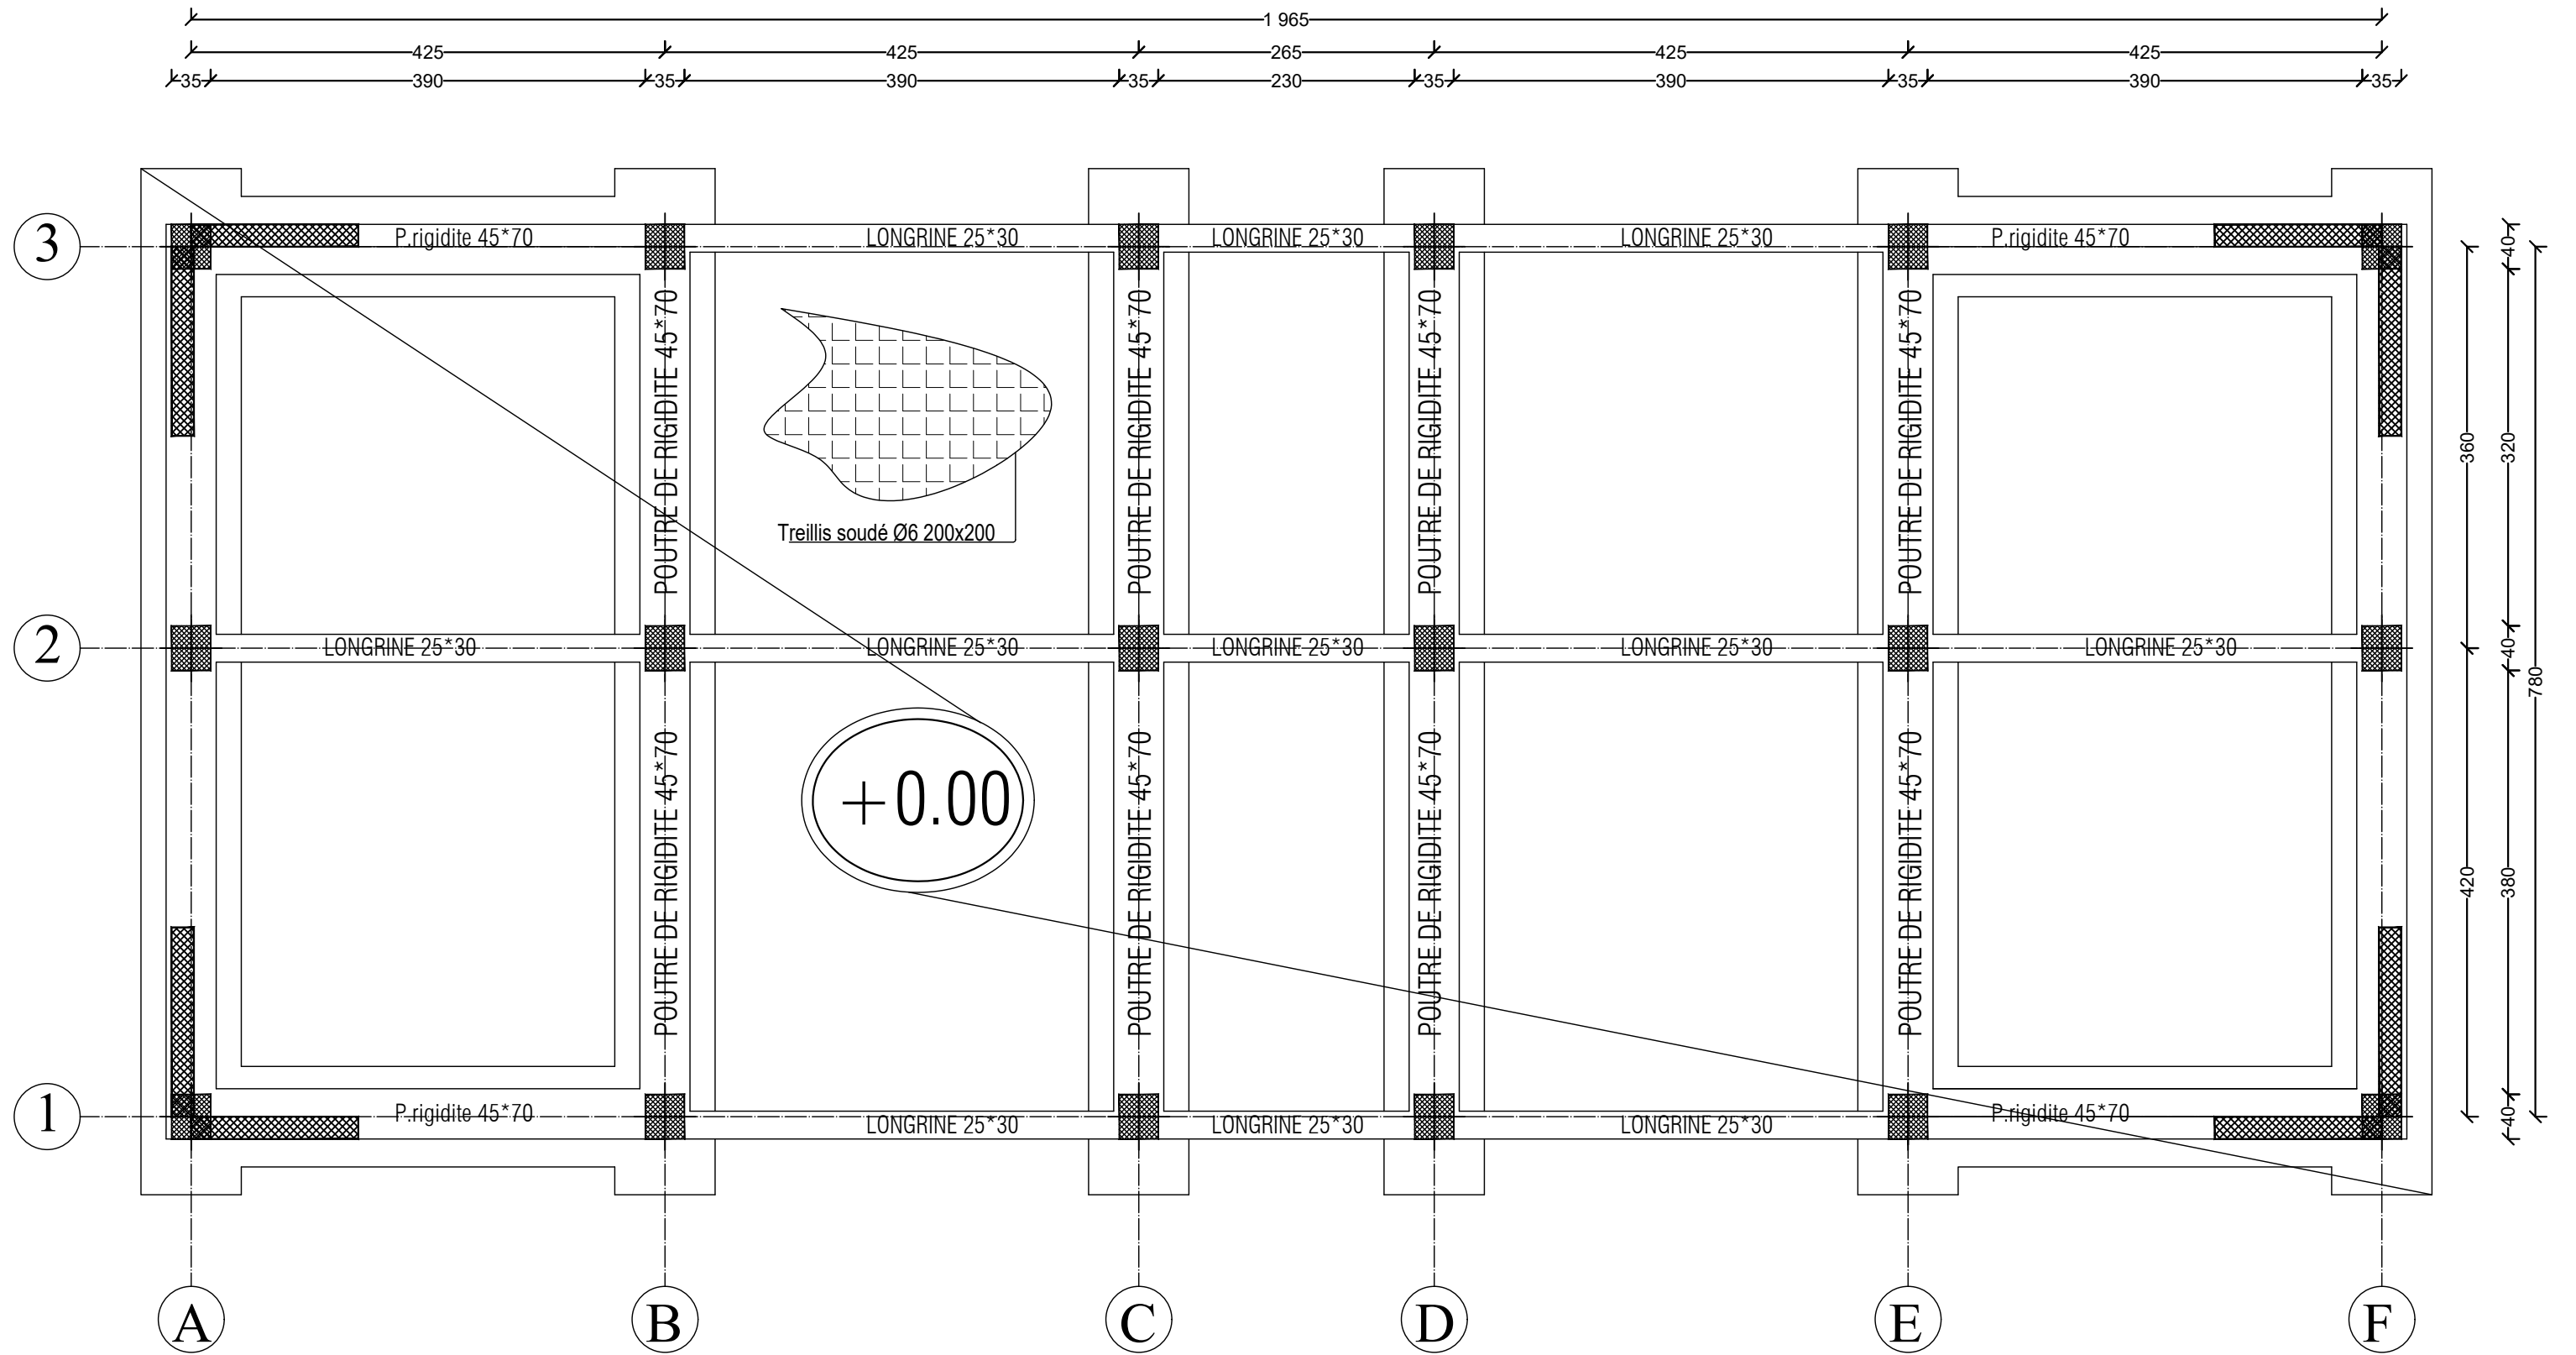 1 965
425 425 265 425 425
35 390 35 390 35 230 35 390 35 390 35
3
P.rigidite 45*70 LONGRINE 25*30 LONGRINE 25*30 LONGRINE 25*30 P.rigidite 45*70
40
POUTRE DE RIGIDITE 45*70
POUTRE DE RIGIDITE 45*70
POUTRE DE RIGIDITE 45*70
POUTRE DE RIGIDITE 45*70
360
320
Treillis soudé Ø6 200x200
2
LONGRINE 25*30 LONGRINE 25*30 LONGRINE 25*30 LONGRINE 25*30 LONGRINE 25*30
40
780
+0.00
POUTRE DE RIGIDITE 45*70
POUTRE DE RIGIDITE 45*70
POUTRE DE RIGIDITE 45*70
POUTRE DE RIGIDITE 45*70
420
380
1
P.rigidite 45*70 LONGRINE 25*30 LONGRINE 25*30 LONGRINE 25*30 P.rigidite 45*70
40
A B C D E F